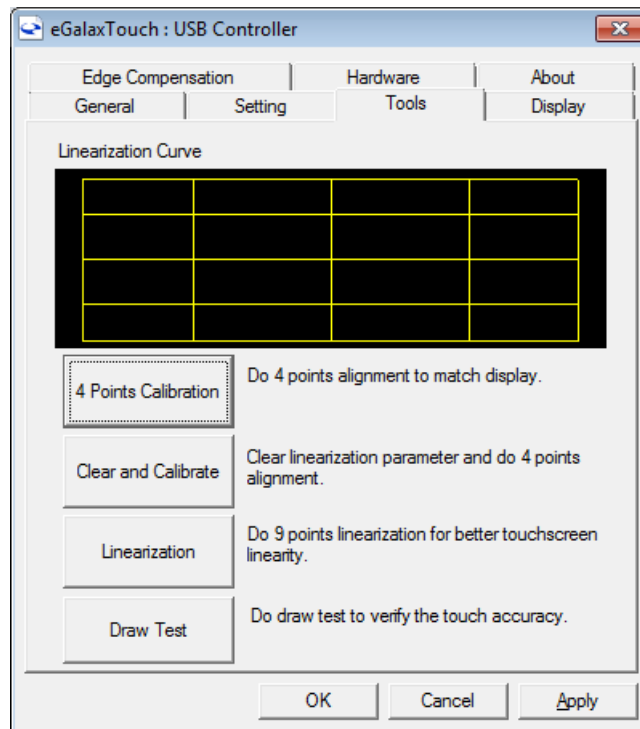 eGalaxTouch : USB Controller
Edge Compensation Hardware About
General Setting Tools Display
Linearization Curve
4 Points Calibration
Do 4 points alignment to match display.
Clear and Calibrate
Clear linearization parameter and do 4 points
alignment.
Linearization
Do 9 points linearization for better touchscreen
linearity.
Draw Test
Do draw test to verify the touch accuracy.
OK Cancel Apply